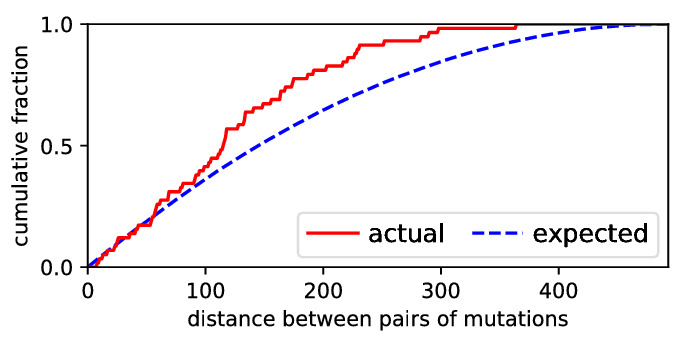 1.0
cumulative fraction
0.5
actual
expected
0.0
0 100 200 300 400
distance between pairs of mutations